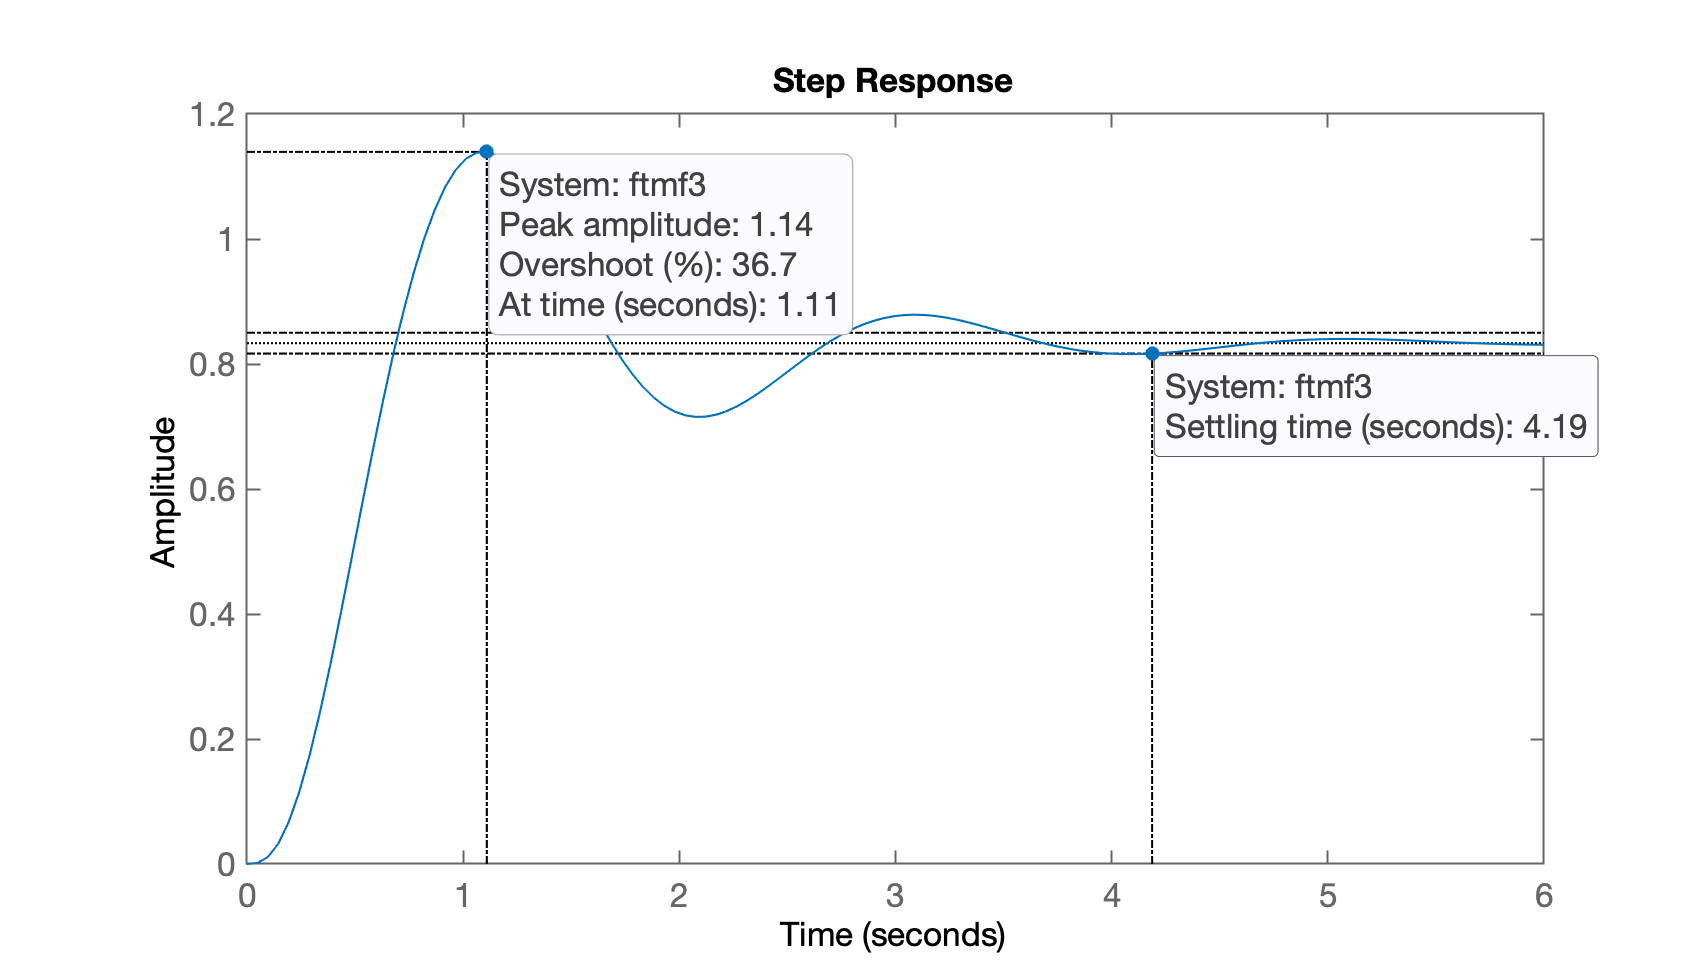 Step Response
1.2
1
0.8
0.6
0.4
0.2
0
Amplitude
System: ftmf3
Peak amplitude: 1.14
Overshoot (%): 36.7
At time (seconds): 1.11
System: ftmf3
Settling time (seconds): 4.19
0 1 2 3 4 5 6
Time (seconds)